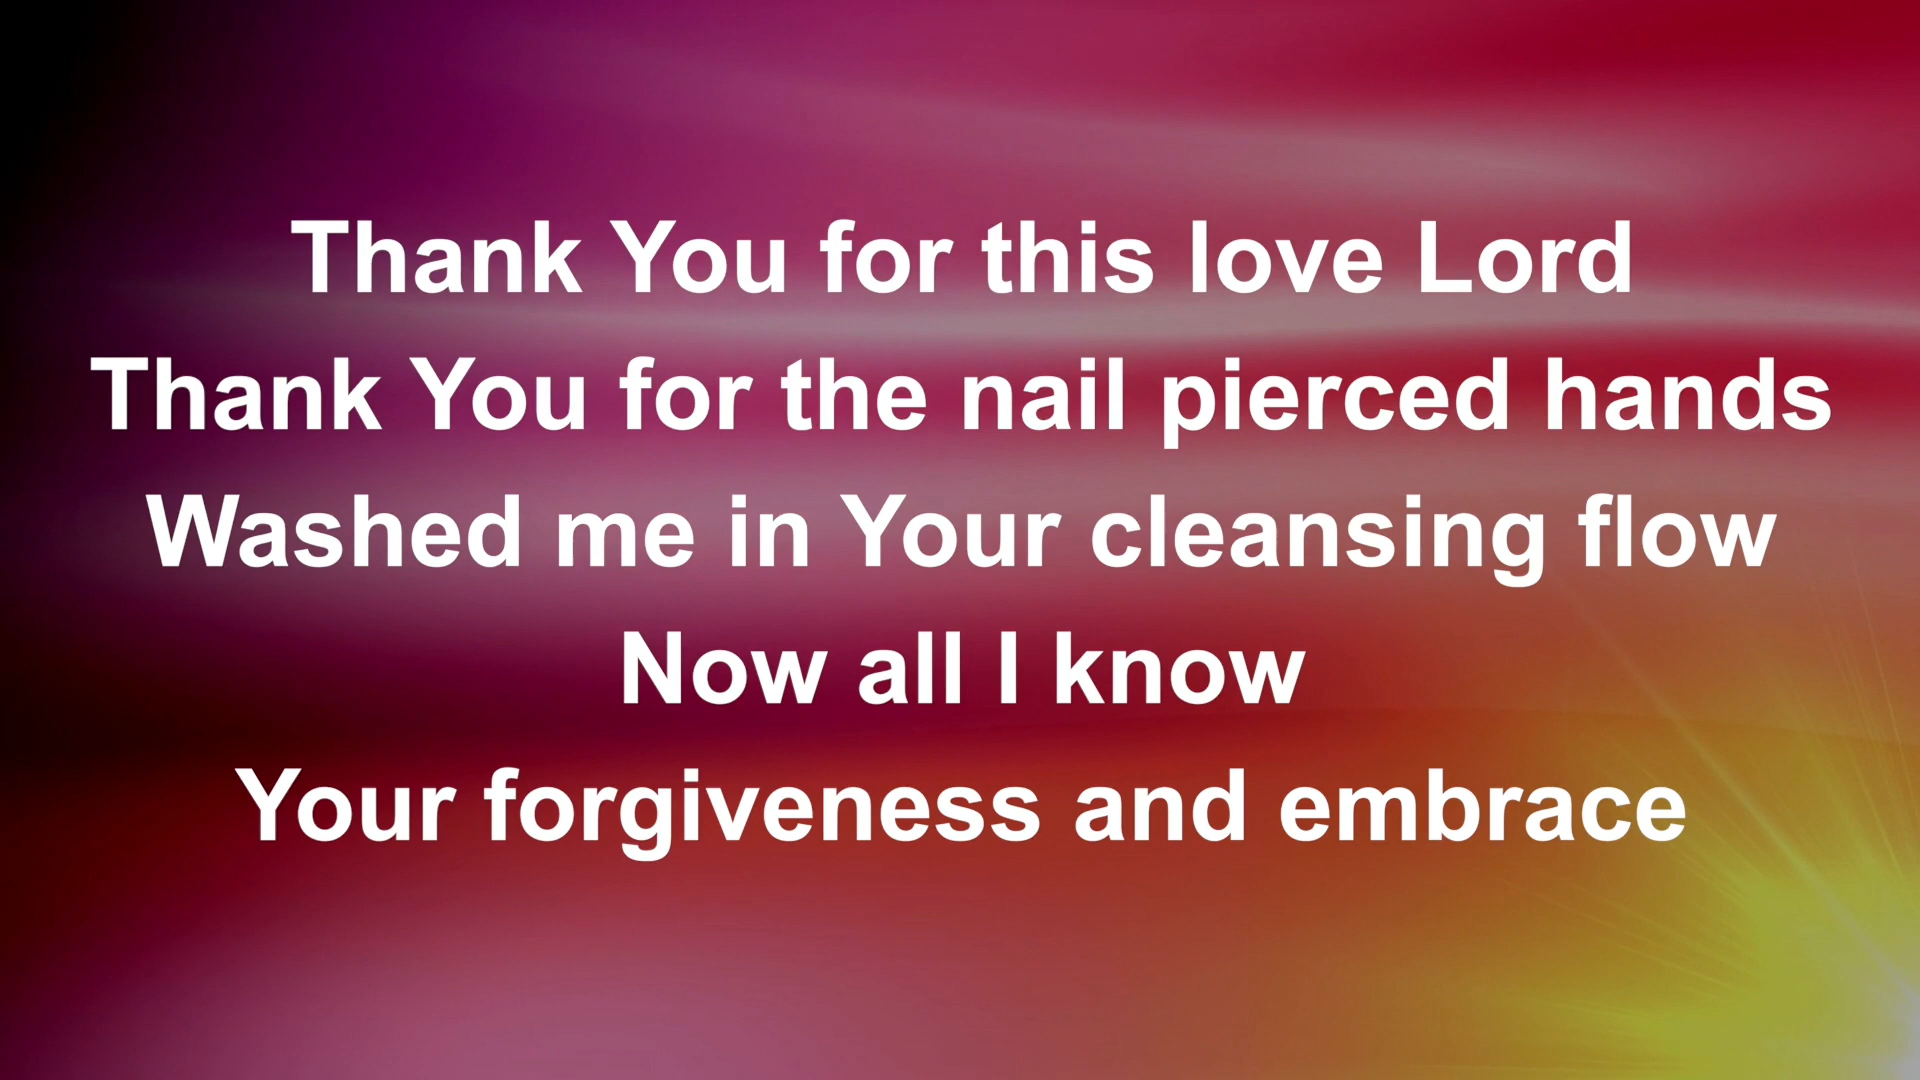 Thank You for this love Lord
Thank You for the nail pierced hands
Washed me in Your cleansing flow
Now all I know
Your forgiveness and embrace